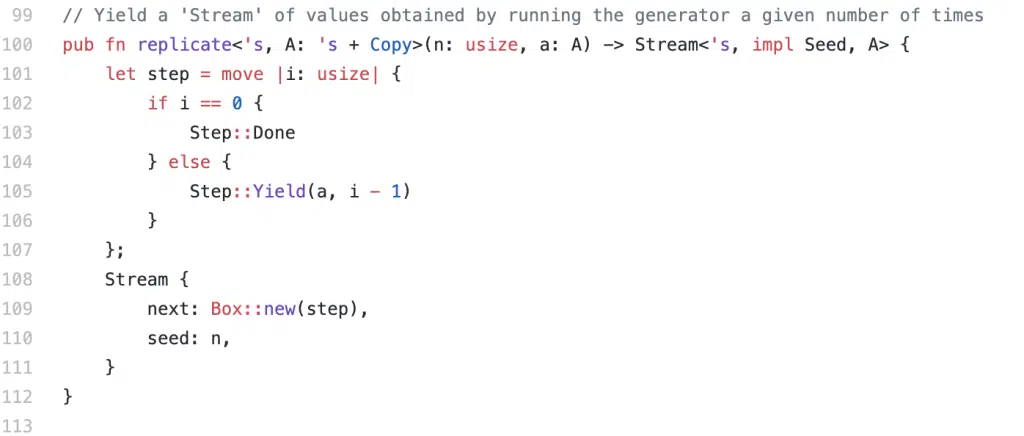 99 // Yield a 'Stream' of values obtained by running the generator a given number of times
100 pub fn replicate<'s, A: 's + Copy>(n: usize, a: A) -> Stream<'s, impl Seed, A> {
101     let step = move |i: usize| {
102         if i == 0 {
103             Step::Done
104         } else {
105             Step::Yield(a, i - 1)
106         }
107     };
108     Stream {
109         next: Box::new(step),
110         seed: n,
111     }
112 }
113